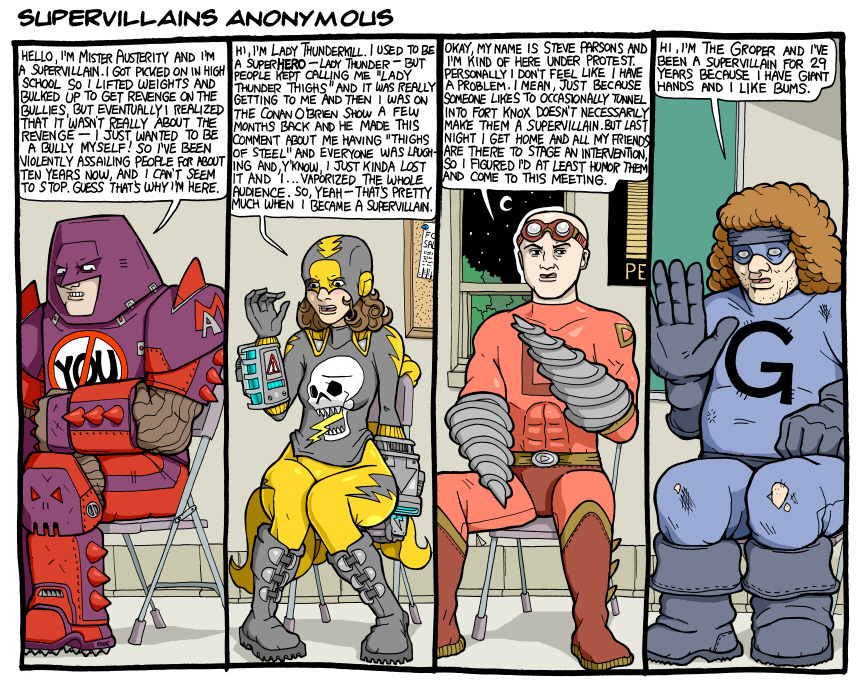 SUPERVILLAINS ANONYMOUS
HELLO, I'M MISTER AUSTERITY AND I'M
A SUPERVILLAIN. I GOT PICKED ON IN HIGH
SCHOOL SO I LIFTED WEIGHTS AND
BULKED UP TO GET REVENGE ON THE
BULLIES, BUT EVENTUALLY I REALIZED
THAT IT WASN'T REALLY ABOUT THE
REVENGE — I JUST WANTED TO BE
A BULLY MYSELF! SO I'VE BEEN
VIOLENTLY ASSAILING PEOPLE FOR ABOUT
TEN YEARS NOW, AND I CAN'T SEEM
TO STOP. GUESS THAT'S WHY I'M HERE.
MA
YOU
HI, I'M LADY THUNDERKILL. I USED TO BE
A SUPERHERO — LADY THUNDER — BUT
PEOPLE KEPT CALLING ME "LADY
THUNDER THIGHS" AND IT WAS REALLY
GETTING TO ME AND THEN I WAS ON
THE CONAN O'BRIEN SHOW A FEW
MONTHS BACK AND HE MADE THIS
COMMENT ABOUT ME HAVING "THIGHS
OF STEEL" AND EVERYONE WAS LAUGH-
ING AND, Y'KNOW, I JUST KINDA LOST
IT AND I... VAPORIZED THE WHOLE
AUDIENCE. SO, YEAH — THAT'S PRETTY
MUCH WHEN I BECAME A SUPERVILLAIN.
FO
SAL
OKAY, MY NAME IS STEVE PARSONS AND
I'M KIND OF HERE UNDER PROTEST.
PERSONALLY I DON'T FEEL LIKE I HAVE
A PROBLEM. I MEAN, JUST BECAUSE
SOMEONE LIKES TO OCCASIONALLY TUNNEL
INTO FORT KNOX DOESN'T NECESSARILY
MAKE THEM A SUPERVILLAIN. BUT LAST
NIGHT I GET HOME AND ALL MY FRIENDS
ARE THERE TO STAGE AN INTERVENTION,
SO I FIGURED I'D AT LEAST HUMOR THEM
AND COME TO THIS MEETING.
PE
D
D
HI, I'M THE GROPER AND I'VE
BEEN A SUPERVILLAIN FOR 29
YEARS BECAUSE I HAVE GIANT
HANDS AND I LIKE BUMS.
G